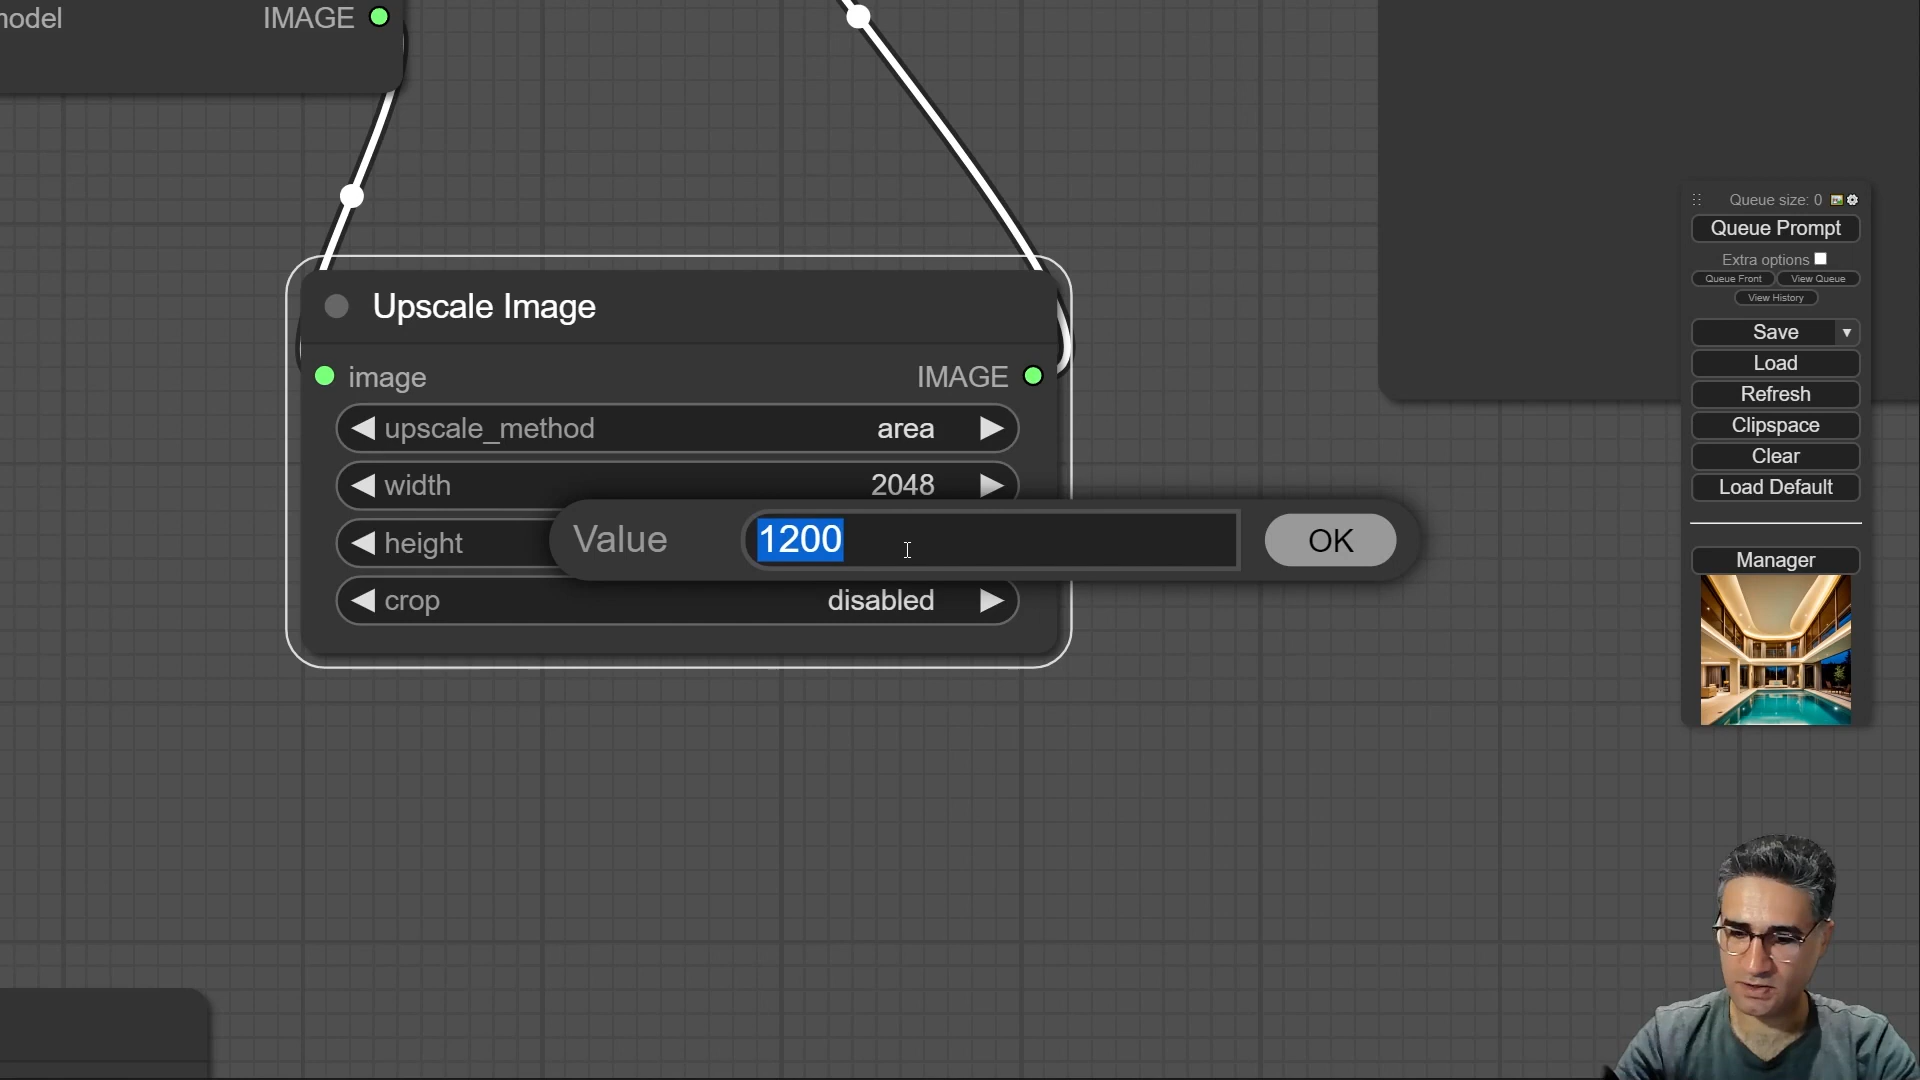 model
IMAGE
Upscale Image
image
IMAGE
upscale_method
area
width
2048
height
Value
1200
OK
crop
disabled
Queue size: 0
Queue Prompt
Extra options
Queue Front
View Queue
View History
Save
Load
Refresh
Clipspace
Clear
Load Default
Manager